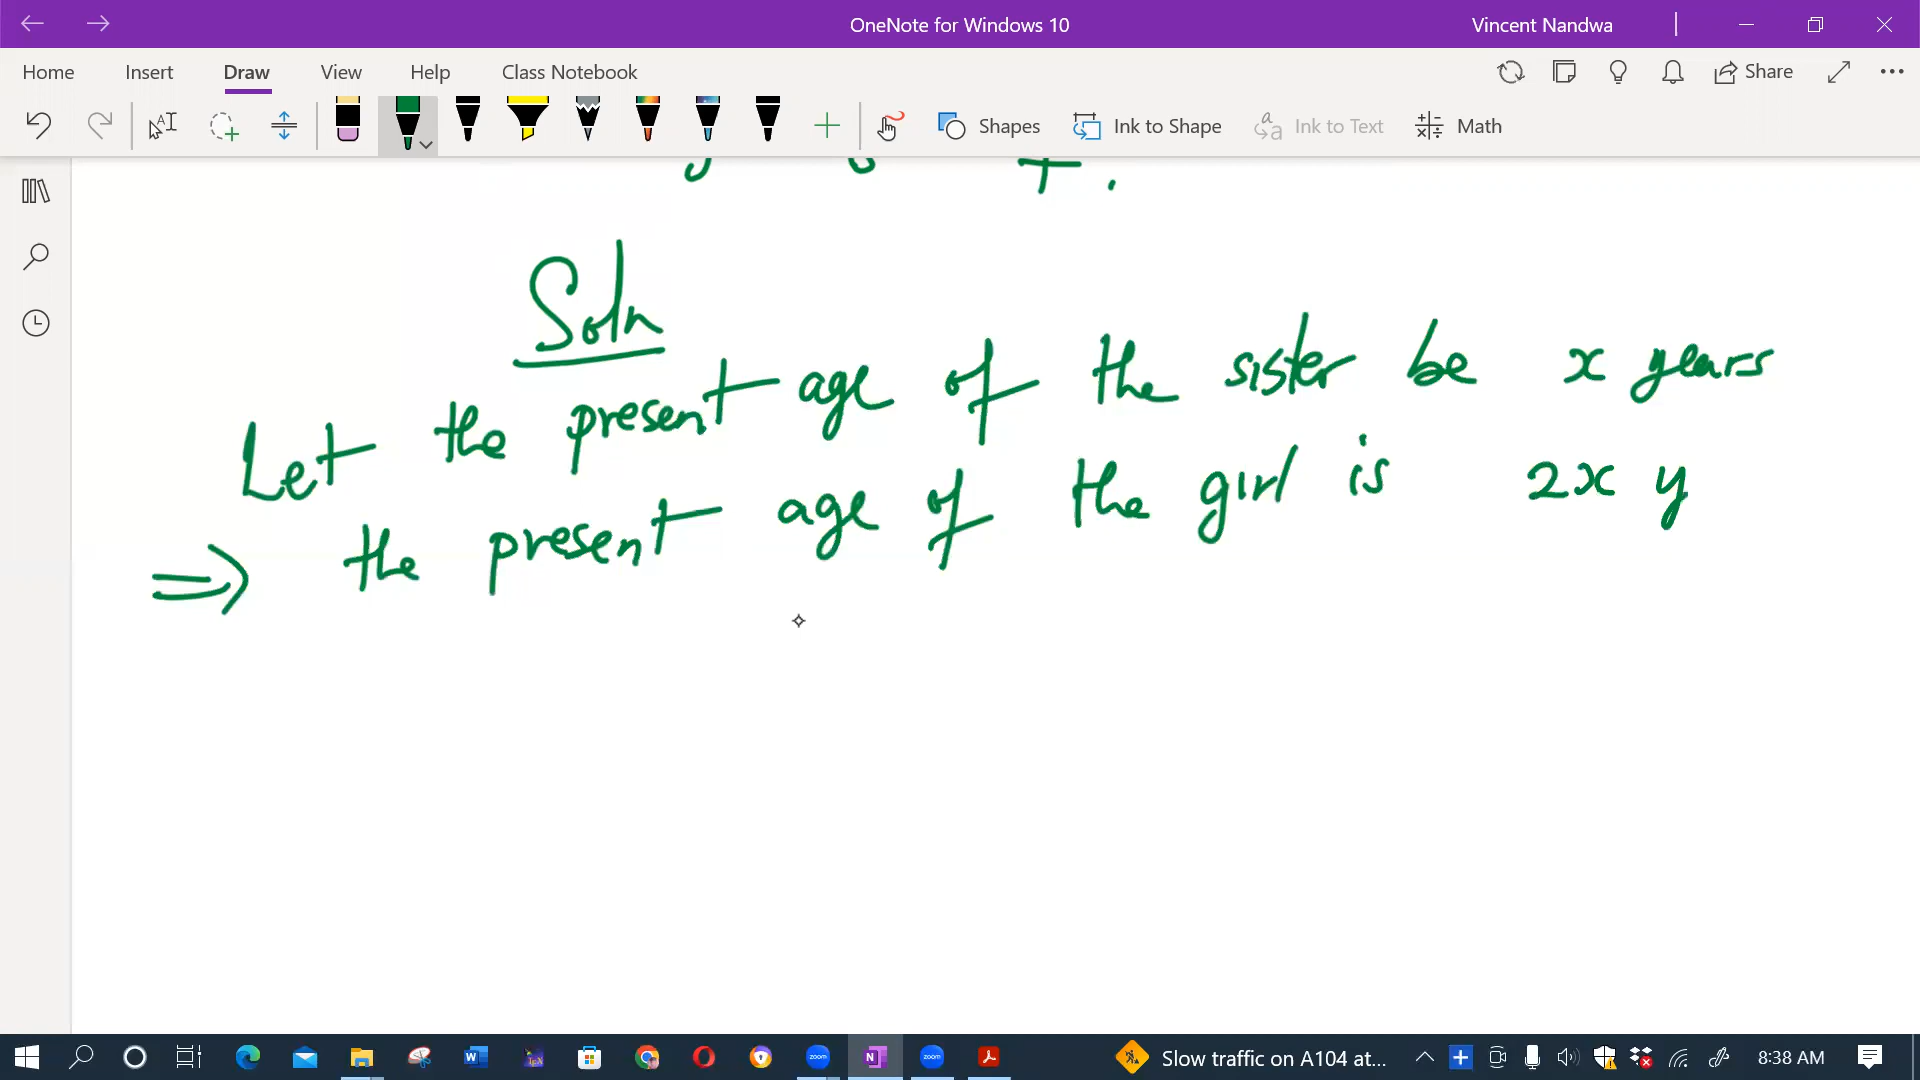 OneNote for Windows 10
Vincent Nandwa
Home Insert Draw View Help Class Notebook
Share
Shapes Ink to Shape Ink to Text Math
Soln
Let the present age of the sister be x years
⇒ the present age of the girl is 2x y
Slow traffic on A104 at...
8:38 AM